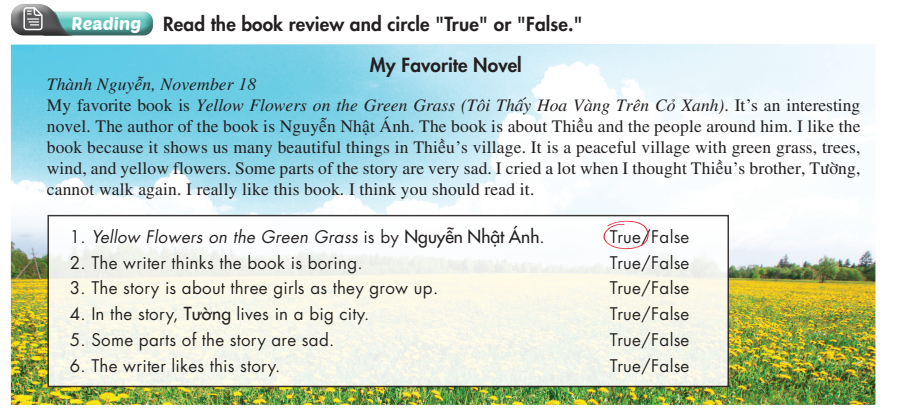 Reading Read the book review and circle "True" or "False."
My Favorite Novel
Thành Nguyễn, November 18
My favorite book is Yellow Flowers on the Green Grass (Tôi Thấy Hoa Vàng Trên Cỏ Xanh). It's an interesting
novel. The author of the book is Nguyễn Nhật Ánh. The book is about Thiều and the people around him. I like the
book because it shows us many beautiful things in Thiều's village. It is a peaceful village with green grass, trees,
wind, and yellow flowers. Some parts of the story are very sad. I cried a lot when I thought Thiều's brother, Tường,
cannot walk again. I really like this book. I think you should read it.
1. Yellow Flowers on the Green Grass is by Nguyễn Nhật Ánh. True/False
2. The writer thinks the book is boring. True/False
3. The story is about three girls as they grow up. True/False
4. In the story, Tường lives in a big city. True/False
5. Some parts of the story are sad. True/False
6. The writer likes this story. True/False